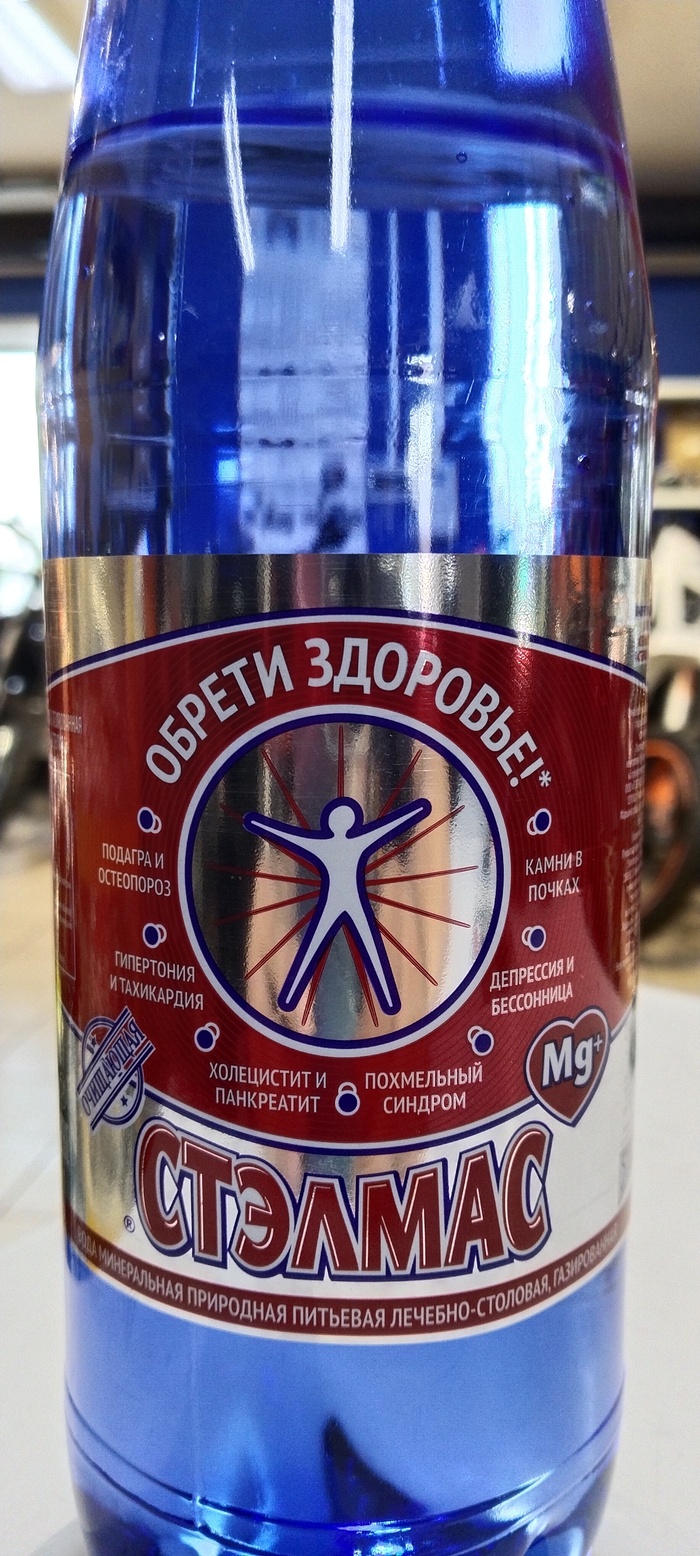 ОБРЕТИ ЗДОРОВЬЕ!*
ПОДАГРА И
ОСТЕОПОРОЗ
КАМНИ В
ПОЧКАХ
ГИПЕРТОНИЯ
И ТАХИКАРДИЯ
ДЕПРЕССИЯ И
БЕССОННИЦА
ХОЛЕЦИСТИТ И
ПАНКРЕАТИТ
ПОХМЕЛЬНЫЙ
СИНДРОМ
ОЧИЩАЮЩАЯ
Mg+
СТЭЛМАС
®
ВОДА МИНЕРАЛЬНАЯ ПРИРОДНАЯ ПИТЬЕВАЯ ЛЕЧЕБНО-СТОЛОВАЯ, ГАЗИРОВАННАЯ